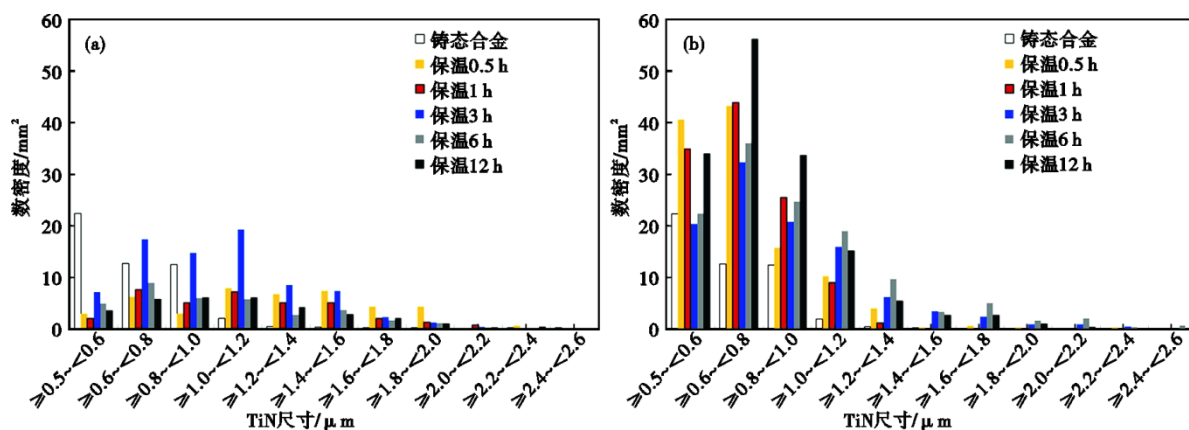 (a)
铸态合金
保温0.5 h
保温1 h
保温3 h
保温6 h
保温12 h
60
50
40
30
20
10
0
数密度/mm²
≥0.5~<0.6
≥0.6~<0.8
≥0.8~<1.0
≥1.0~<1.2
≥1.2~<1.4
≥1.4~<1.6
≥1.6~<1.8
≥1.8~<2.0
≥2.0~<2.2
≥2.2~<2.4
≥2.4~<2.6
TiN尺寸/μm
(b)
铸态合金
保温0.5 h
保温1 h
保温3 h
保温6 h
保温12 h
60
50
40
30
20
10
0
数密度/mm²
≥0.5~<0.6
≥0.6~<0.8
≥0.8~<1.0
≥1.0~<1.2
≥1.2~<1.4
≥1.4~<1.6
≥1.6~<1.8
≥1.8~<2.0
≥2.0~<2.2
≥2.2~<2.4
≥2.4~<2.6
TiN尺寸/μm